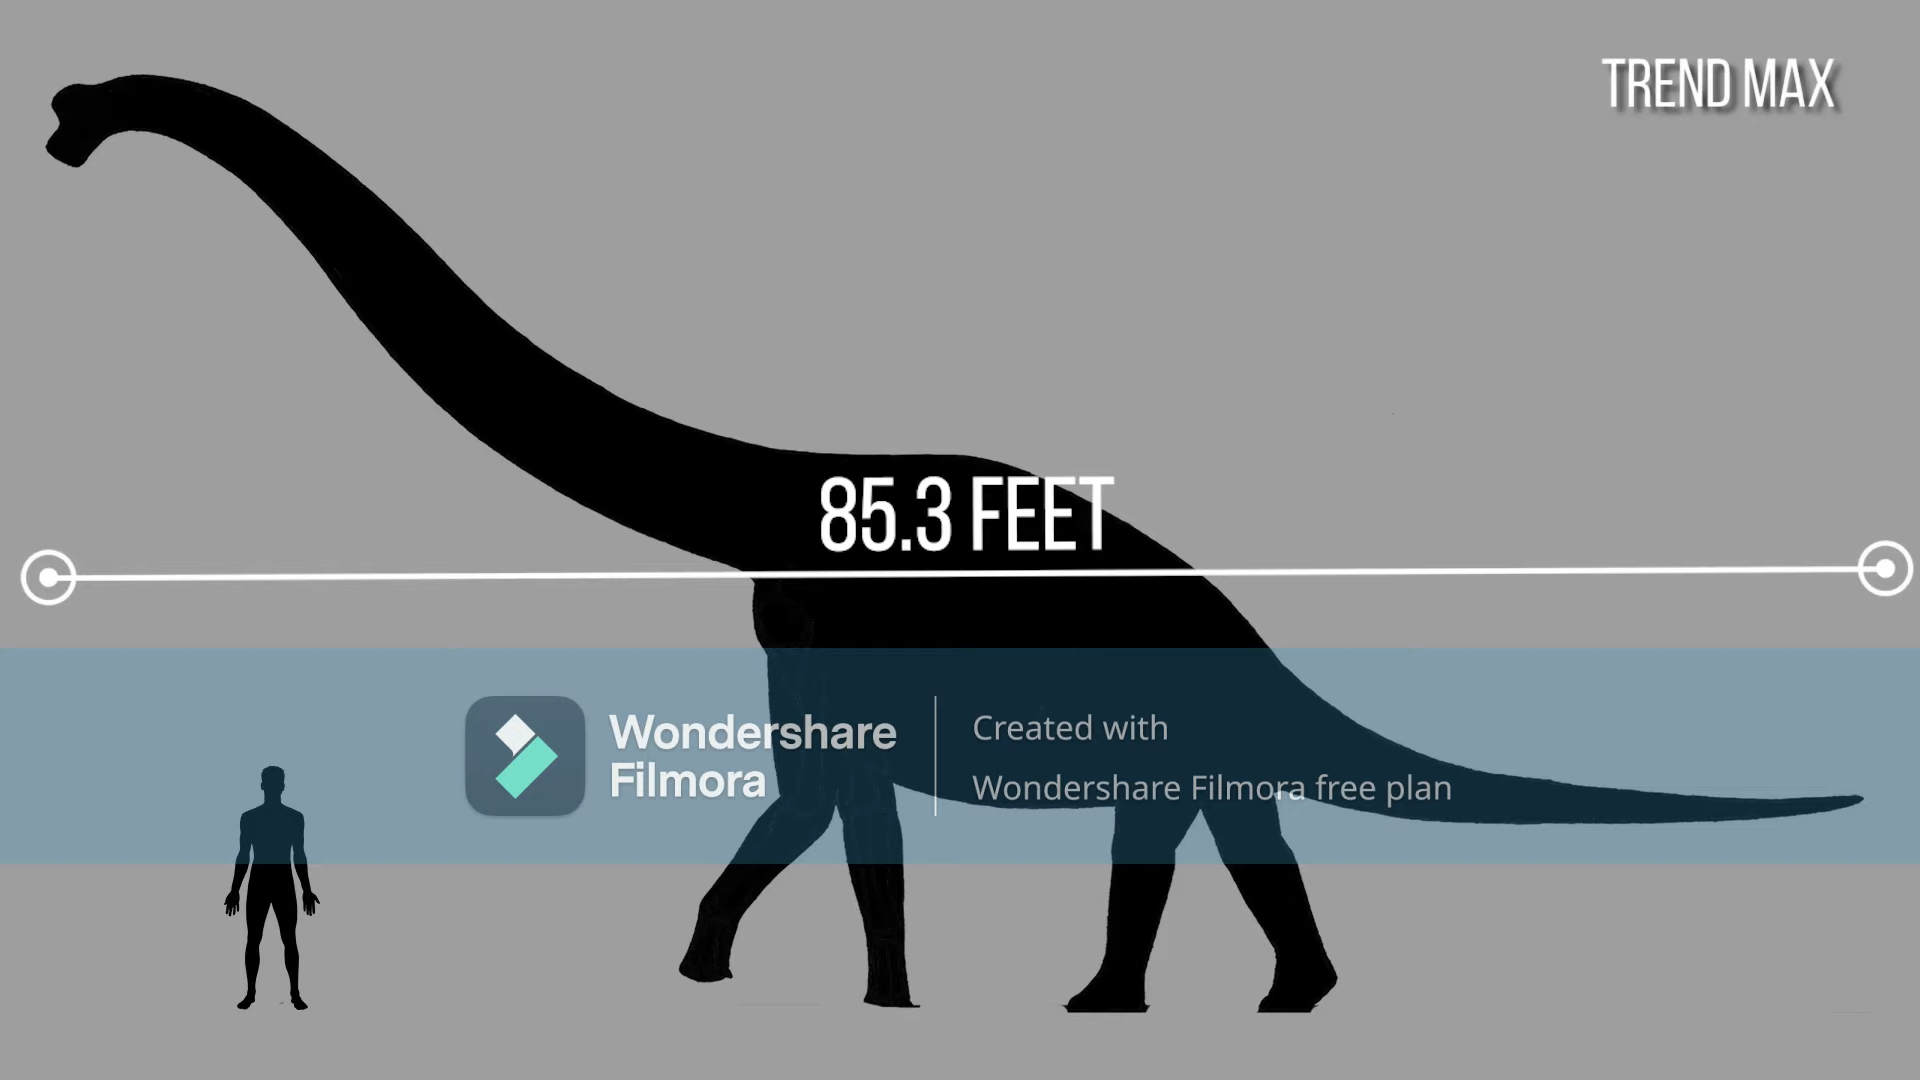 TREND MAX
85.3 FEET
Wondershare
Filmora
Created with
Wondershare Filmora free plan